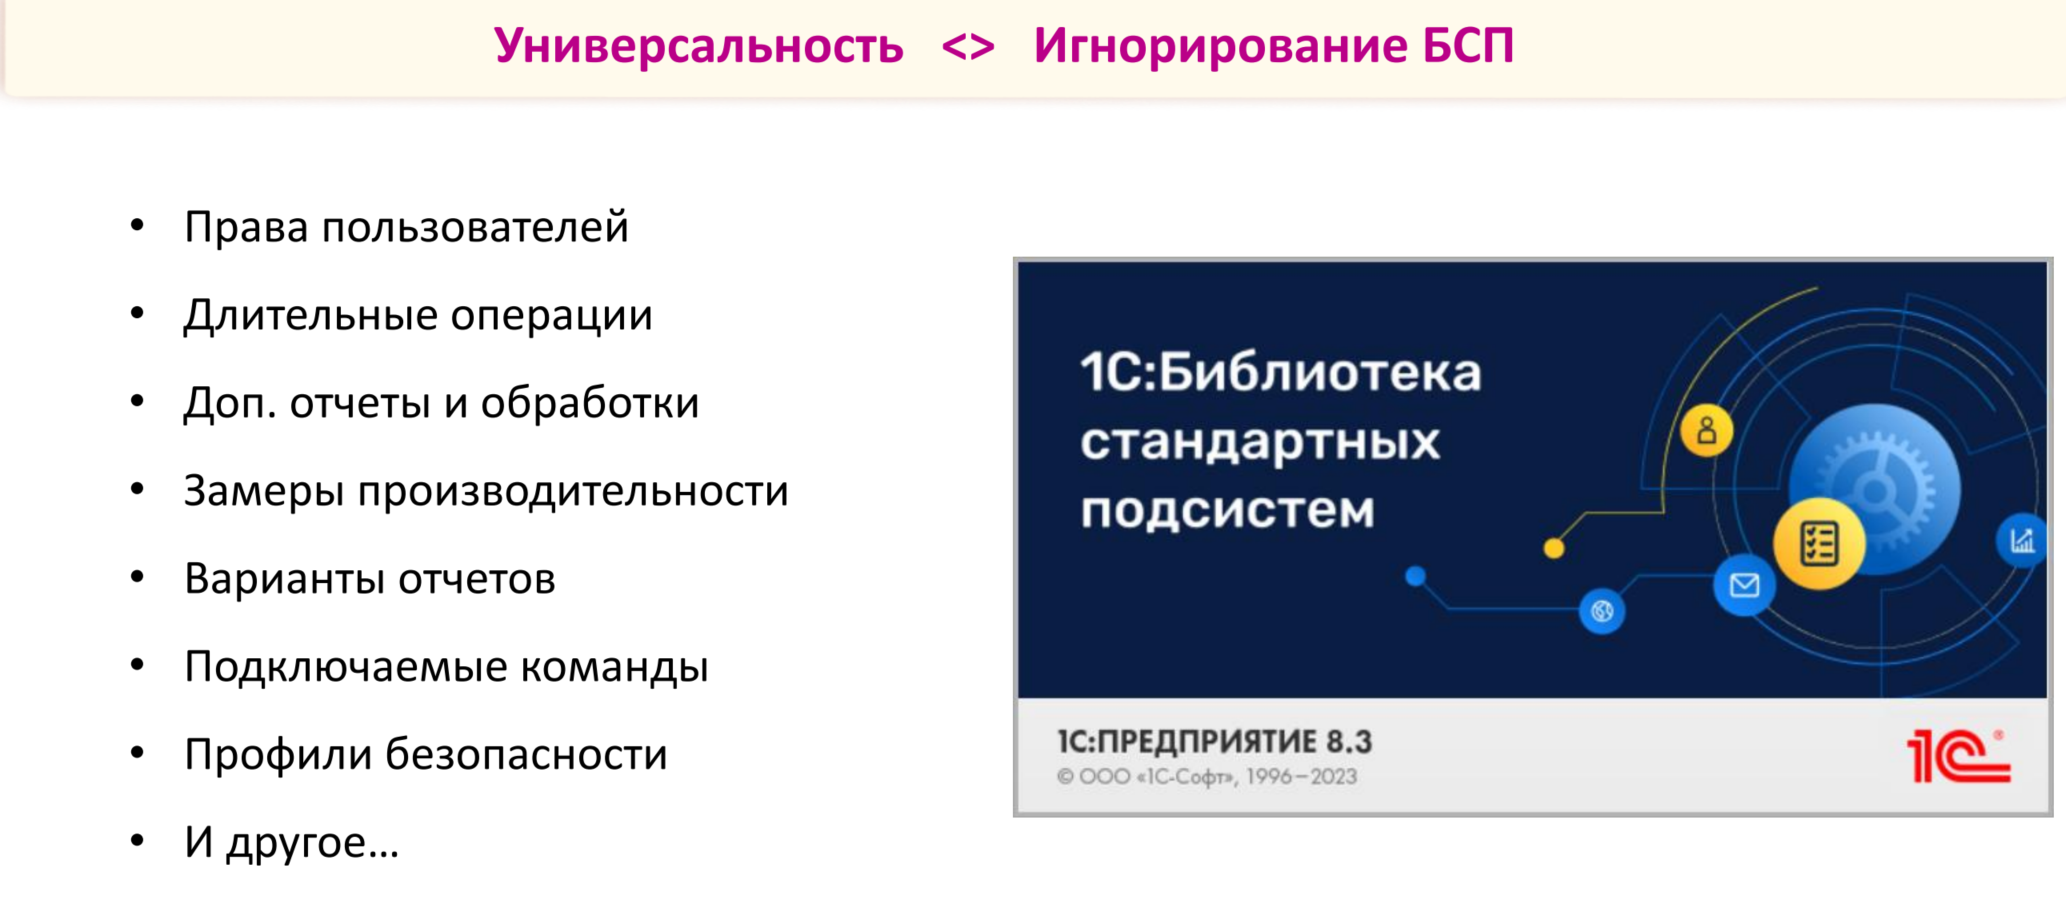 Универсальность <> Игнорирование БСП
• Права пользователей
• Длительные операции
• Доп. отчеты и обработки
• Замеры производительности
• Варианты отчетов
• Подключаемые команды
• Профили безопасности
• И другое...
1С:Библиотека
стандартных
подсистем
1С:ПРЕДПРИЯТИЕ 8.3
© ООО «1С-Софт», 1996–2023
1С®